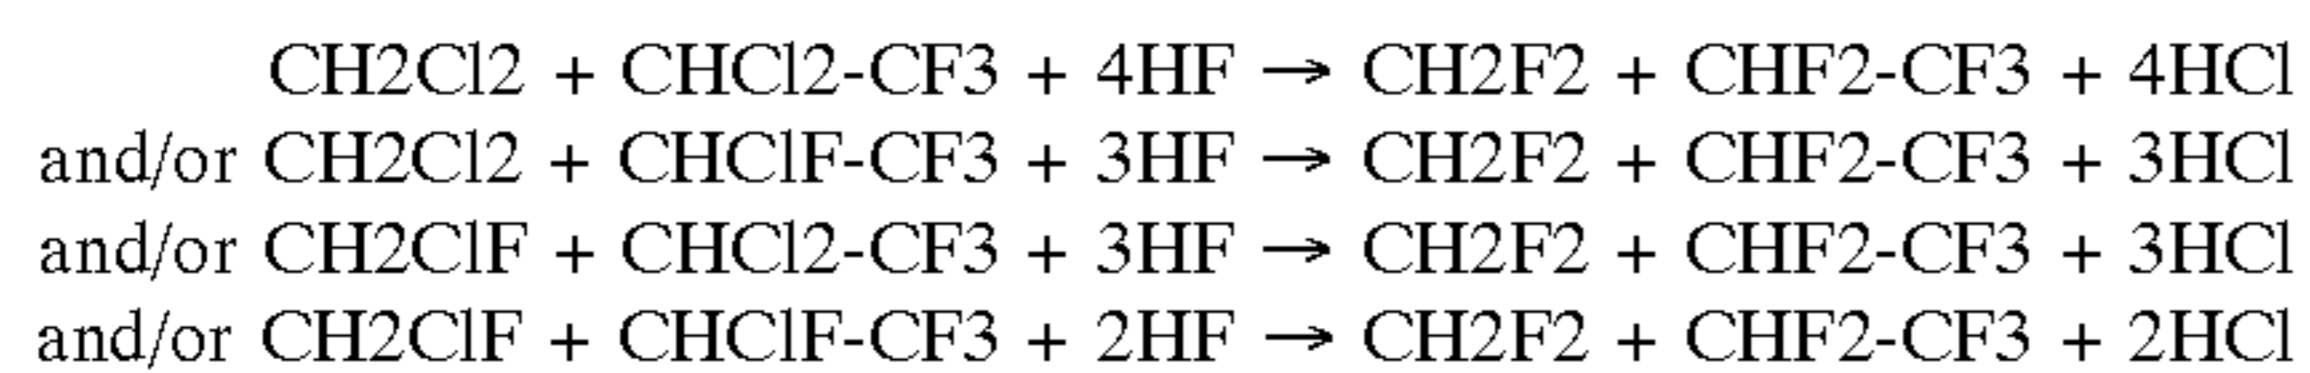 CH2Cl2 + CHCl2-CF3 + 4HF → CH2F2 + CHF2-CF3 + 4HCl
and/or CH2Cl2 + CHClF-CF3 + 3HF → CH2F2 + CHF2-CF3 + 3HCl
and/or CH2ClF + CHCl2-CF3 + 3HF → CH2F2 + CHF2-CF3 + 3HCl
and/or CH2ClF + CHClF-CF3 + 2HF → CH2F2 + CHF2-CF3 + 2HCl